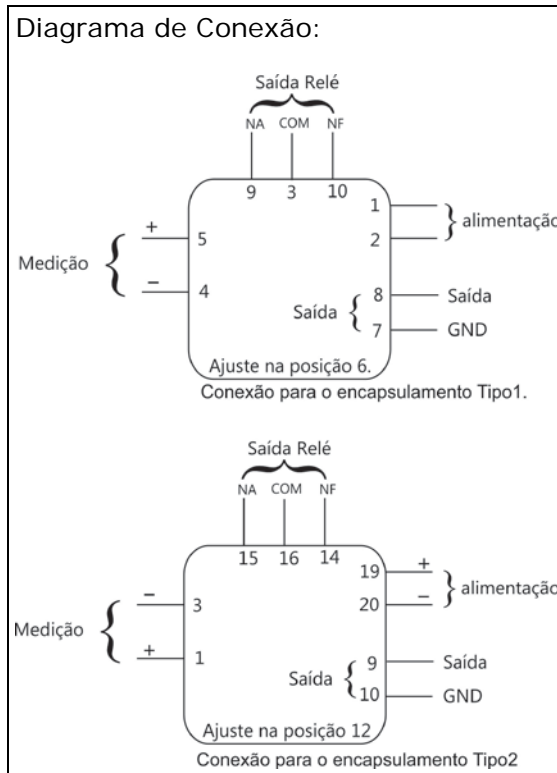 Diagrama de Conexão:
Saída Relé
NA COM NF
9 3 10
1
alimentação
2
+
5
Medição
−
4
8 Saída
Saída
7 GND
Ajuste na posição 6.
Conexão para o encapsulamento Tipo1.
Saída Relé
NA COM NF
15 16 14
19 +
alimentação
20 −
−
3
Medição
+
1
9 Saída
Saída
10 GND
Ajuste na posição 12
Conexão para o encapsulamento Tipo2